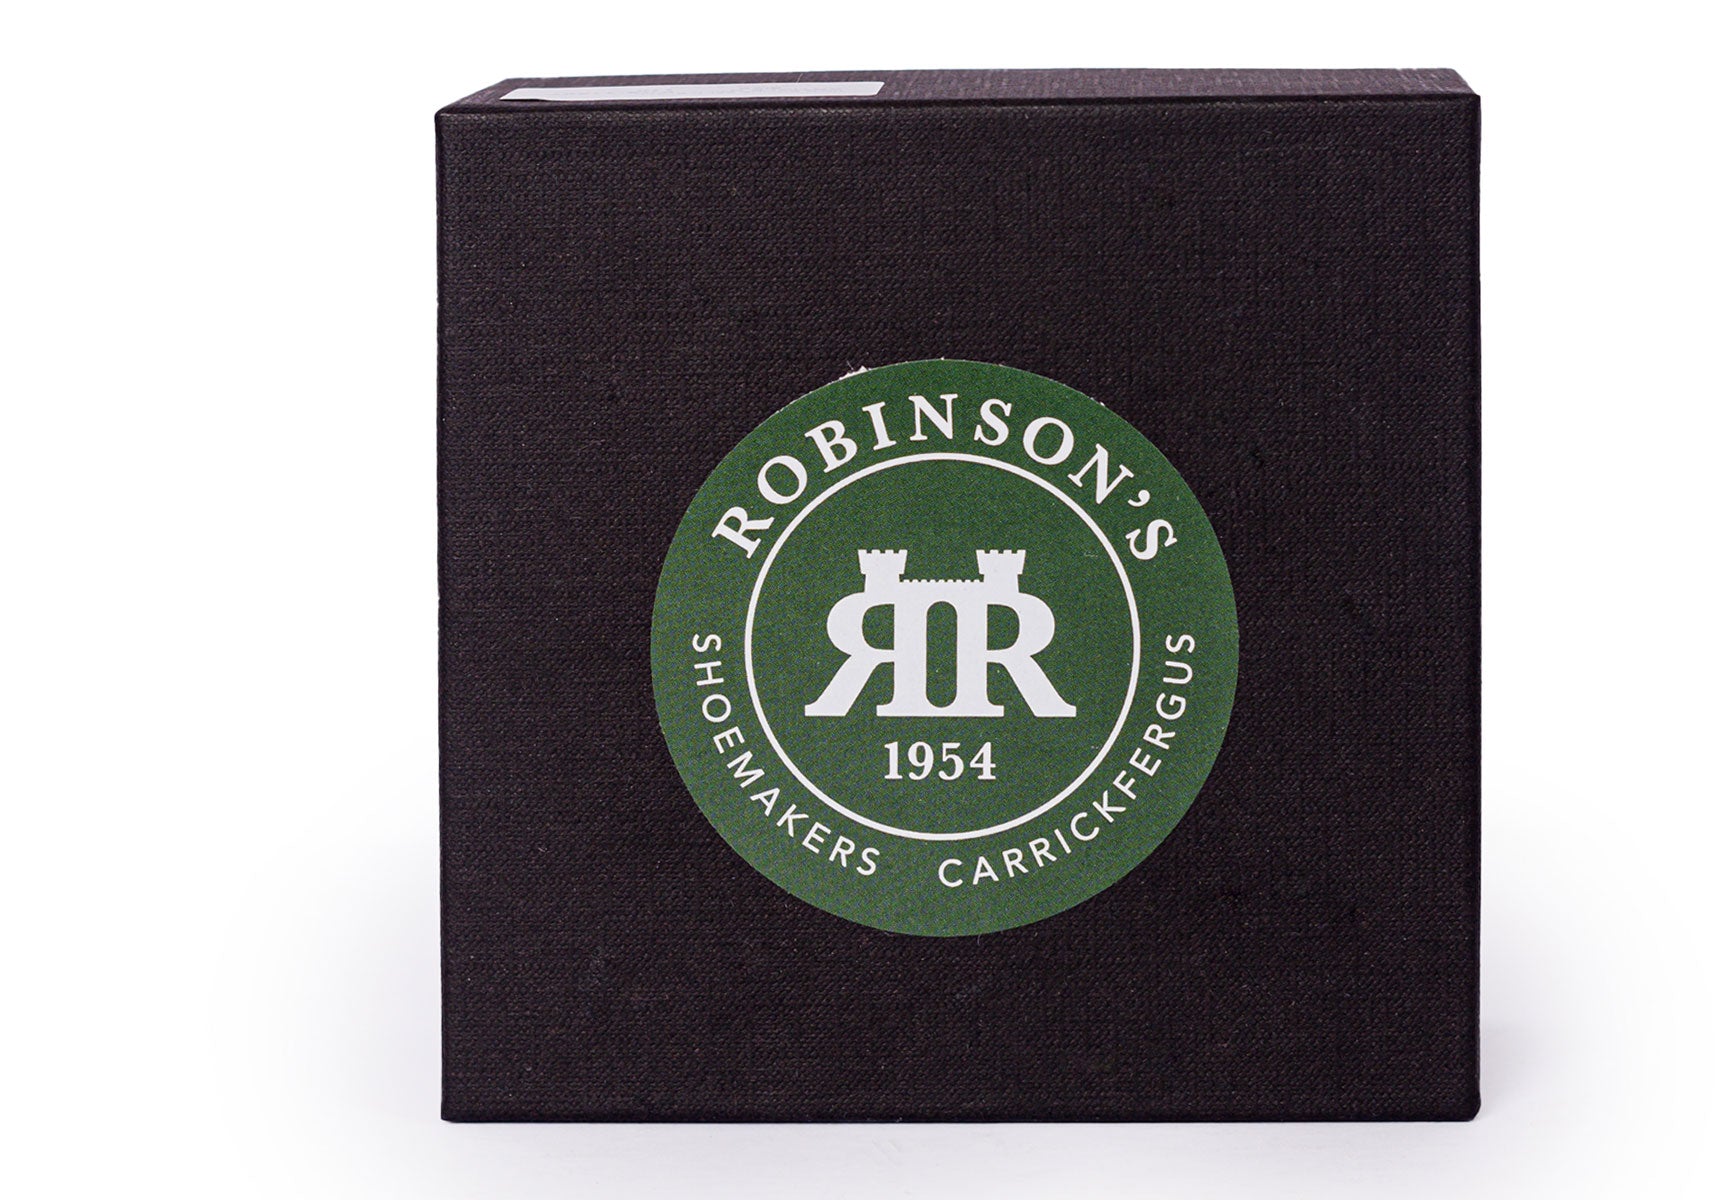 ROBINSON'S
RR
1954
SHOEMAKERS CARRICKFERGUS